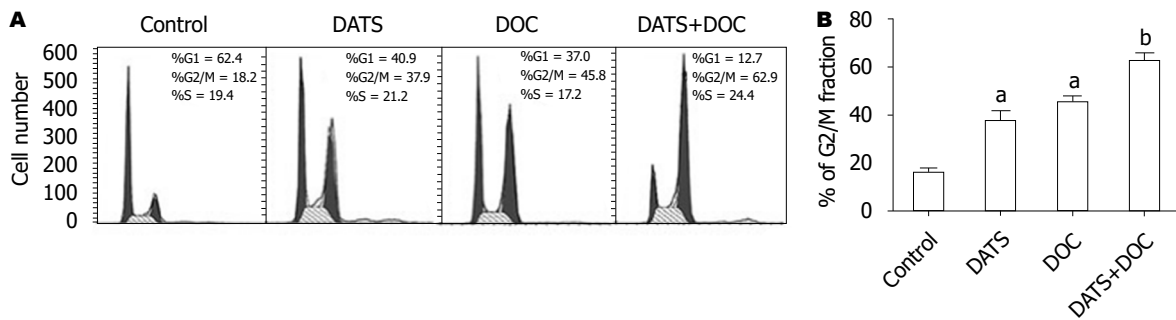 A
Control
DATS
DOC
DATS+DOC
Cell number
600
500
400
300
200
100
0
%G1 = 62.4
%G2/M = 18.2
%S = 19.4
%G1 = 40.9
%G2/M = 37.9
%S = 21.2
%G1 = 37.0
%G2/M = 45.8
%S = 17.2
%G1 = 12.7
%G2/M = 62.9
%S = 24.4
B
% of G2/M fraction
80
60
40
20
0
a
a
b
Control
DATS
DOC
DATS+DOC